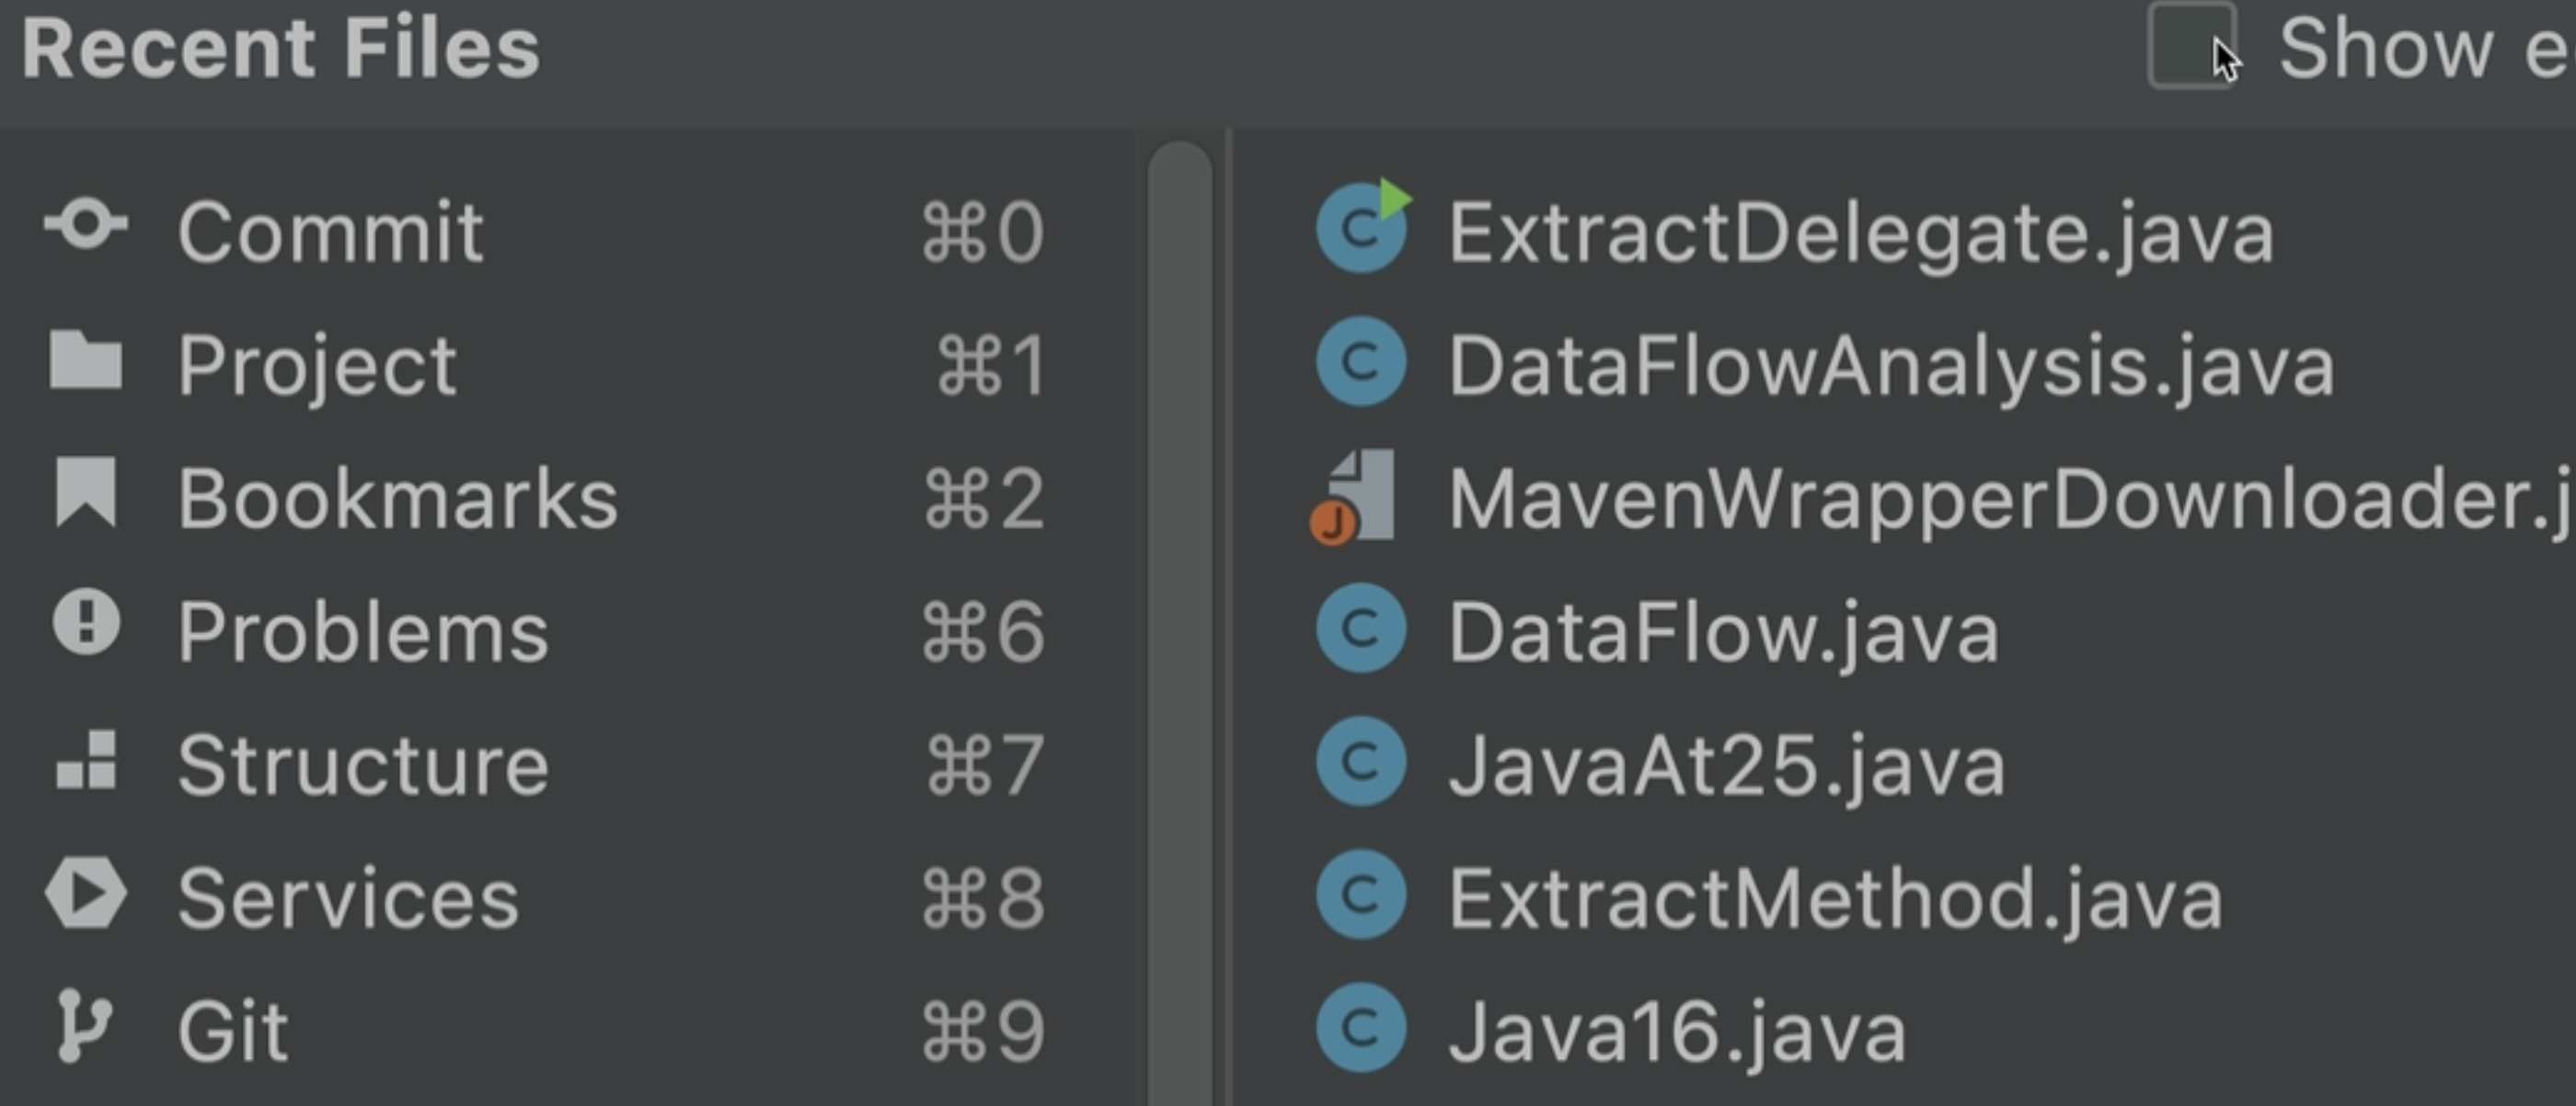 Recent Files
Show e
Commit ⌘0
Project ⌘1
Bookmarks ⌘2
Problems ⌘6
Structure ⌘7
Services ⌘8
Git ⌘9
C ExtractDelegate.java
C DataFlowAnalysis.java
J MavenWrapperDownloader.j
C DataFlow.java
C JavaAt25.java
C ExtractMethod.java
C Java16.java